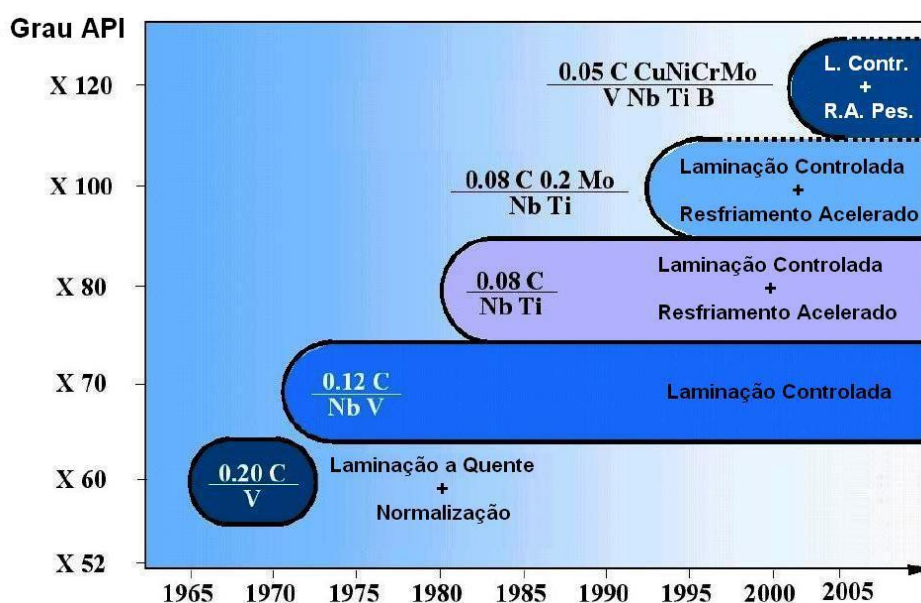 Grau API
X 120
0.05 C CuNiCrMo
V Nb Ti B
L. Contr.
+
R.A. Pes.
X 100
0.08 C 0.2 Mo
Nb Ti
Laminação Controlada
+
Resfriamento Acelerado
X 80
0.08 C
Nb Ti
Laminação Controlada
+
Resfriamento Acelerado
X 70
0.12 C
Nb V
Laminação Controlada
X 60
0.20 C
V
Laminação a Quente
+
Normalização
X 52
1965 1970 1975 1980 1985 1990 1995 2000 2005